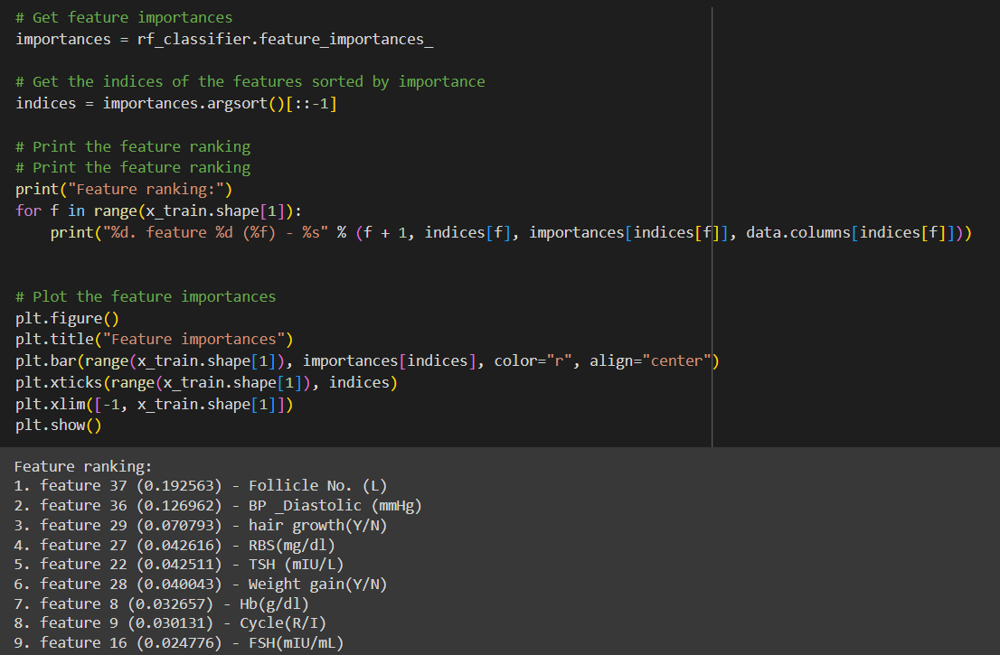 # Get feature importances
importances = rf_classifier.feature_importances_
# Get the indices of the features sorted by importance
indices = importances.argsort()[::-1]
# Print the feature ranking
# Print the feature ranking
print("Feature ranking:")
for f in range(x_train.shape[1]):
    print("%d. feature %d (%f) - %s" % (f + 1, indices[f], importances[indices[f]], data.columns[indices[f]]))
# Plot the feature importances
plt.figure()
plt.title("Feature importances")
plt.bar(range(x_train.shape[1]), importances[indices], color="r", align="center")
plt.xticks(range(x_train.shape[1]), indices)
plt.xlim([-1, x_train.shape[1]])
plt.show()
Feature ranking:
1. feature 37 (0.192563) - Follicle No. (L)
2. feature 36 (0.126962) - BP _Diastolic (mmHg)
3. feature 29 (0.070793) - hair growth(Y/N)
4. feature 27 (0.042616) - RBS(mg/dl)
5. feature 22 (0.042511) - TSH (mIU/L)
6. feature 28 (0.040043) - Weight gain(Y/N)
7. feature 8 (0.032657) - Hb(g/dl)
8. feature 9 (0.030131) - Cycle(R/I)
9. feature 16 (0.024776) - FSH(mIU/mL)